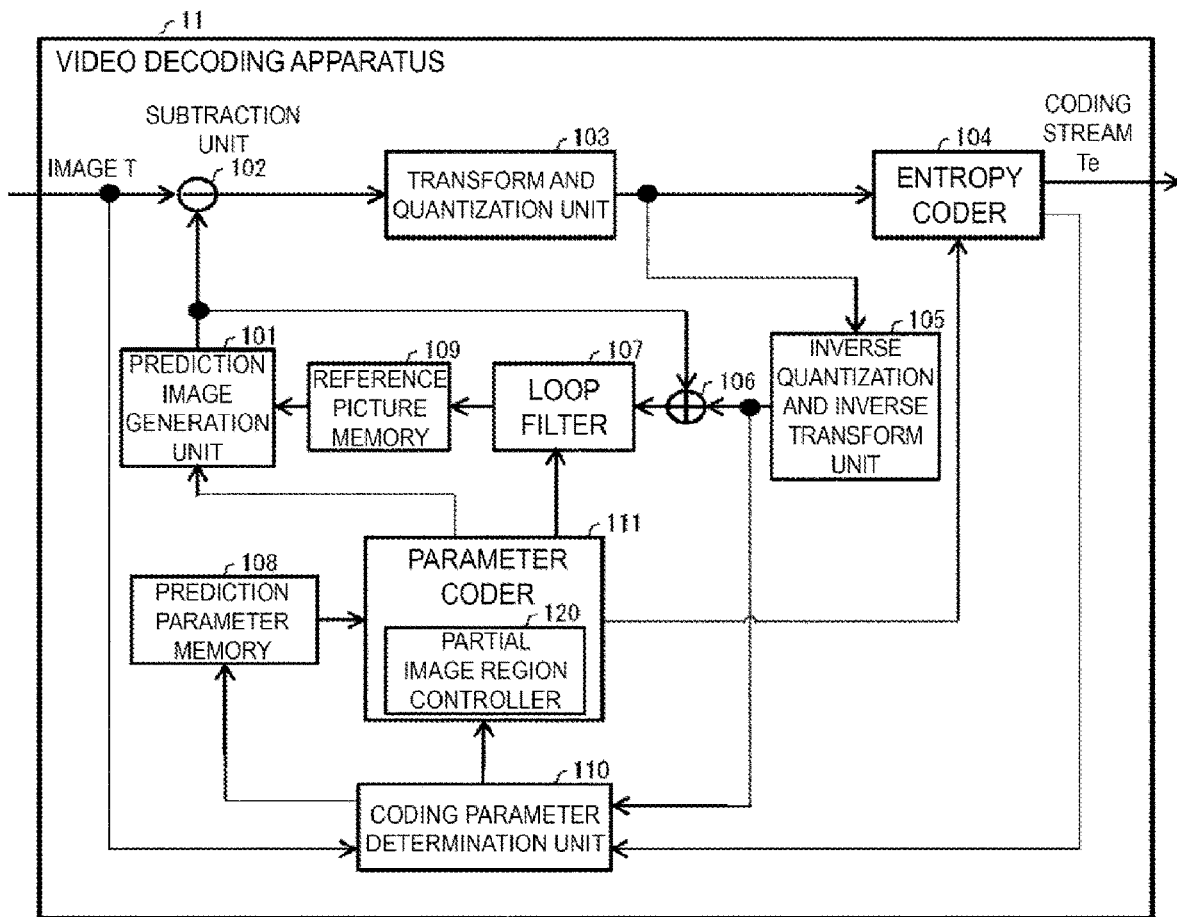 11
VIDEO DECODING APPARATUS
SUBTRACTION
UNIT
IMAGE T
102
103
TRANSFORM AND
QUANTIZATION UNIT
104
ENTROPY
CODER
CODING
STREAM
Te
101
PREDICTION
IMAGE
GENERATION
UNIT
109
REFERENCE
PICTURE
MEMORY
107
LOOP
FILTER
106
105
INVERSE
QUANTIZATION
AND INVERSE
TRANSFORM
UNIT
108
PREDICTION
PARAMETER
MEMORY
111
PARAMETER
CODER
120
PARTIAL
IMAGE REGION
CONTROLLER
110
CODING PARAMETER
DETERMINATION UNIT